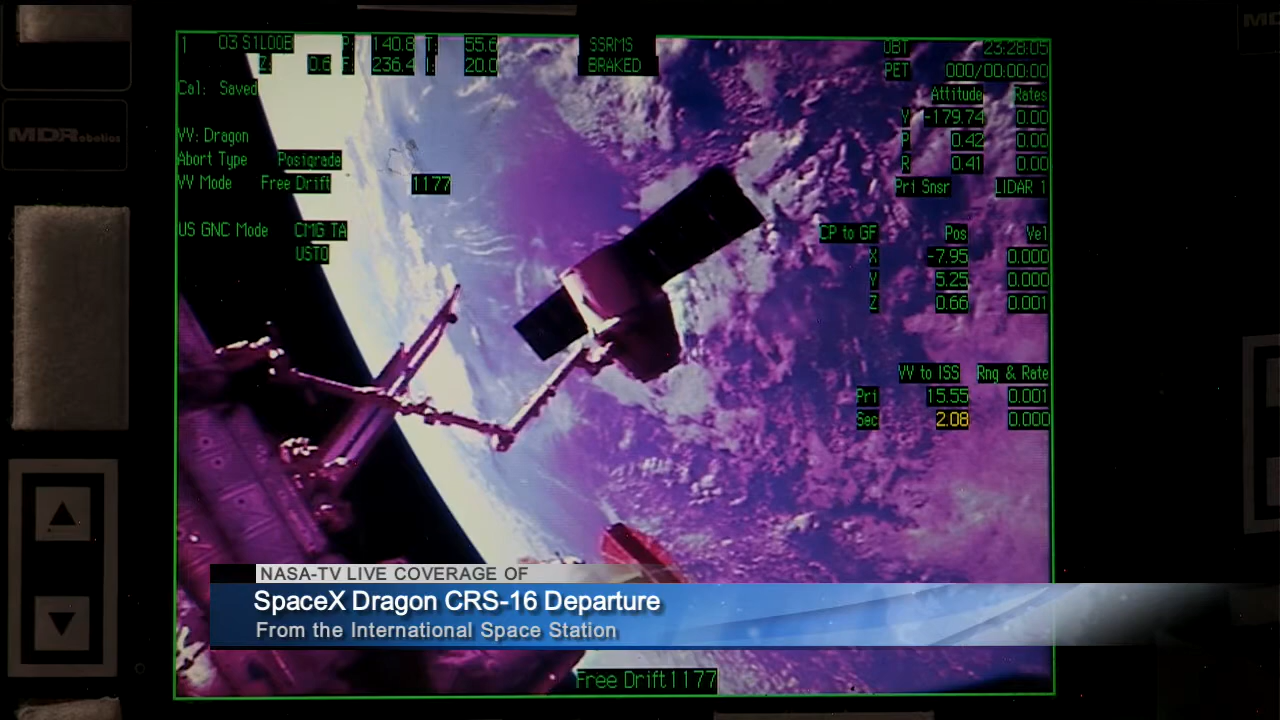 MDRobotics
1 03 S1LOOB P: 140.8 T: 55.6
Z: 0.6 F: 236.4 I: 20.0
SSRMS
BRAKED
Cal: Saved
VV: Dragon
Abort Type Posigrade
VV Mode Free Drift 1177
US GNC Mode CMG TA
USTO
GMT 23:28:05
PET 000/00:00:00
Attitude Rates
Y -179.74 0.00
P 0.42 0.00
R 0.41 0.00
Pri Snsr LIDAR 1
CP to GF Pos Vel
X -7.95 0.000
Y 5.25 0.000
Z 0.66 0.001
VV to ISS Rng & Rate
Pri 15.55 0.001
Sec 2.08 0.000
NASA-TV LIVE COVERAGE OF
SpaceX Dragon CRS-16 Departure
From the International Space Station
Free Drift1177